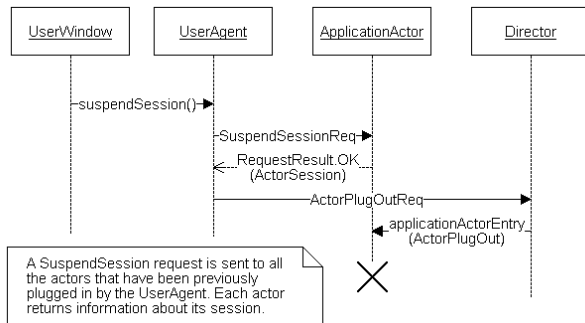 UserWindow
UserAgent
ApplicationActor
Director
suspendSession()
SuspendSessionReq
RequestResult.OK
(ActorSession)
ActorPlugOutReq
applicationActorEntry
(ActorPlugOut)
A SuspendSession request is sent to all
the actors that have been previously
plugged in by the UserAgent. Each actor
returns information about its session.